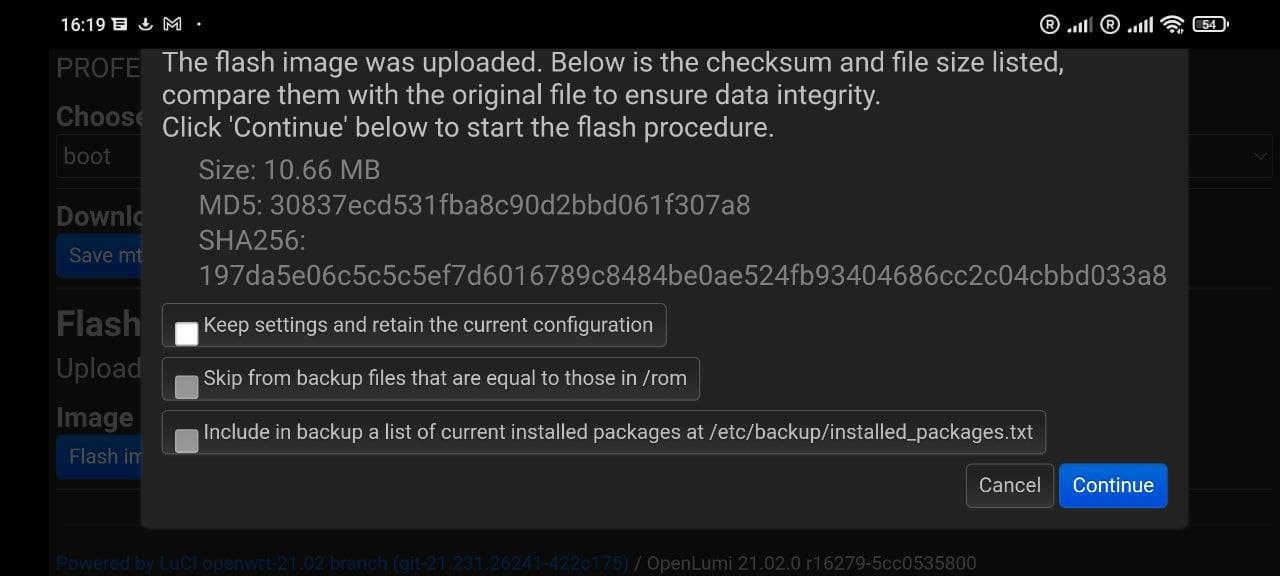 16:19
54
PROFE
The flash image was uploaded. Below is the checksum and file size listed,
compare them with the original file to ensure data integrity.
Click 'Continue' below to start the flash procedure.
Choose
boot
Size: 10.66 MB
MD5: 30837ecd531fba8c90d2bbd061f307a8
SHA256:
197da5e06c5c5c5ef7d6016789c8484be0ae524fb93404686cc2c04cbbd033a8
Downlo
Save mt
Keep settings and retain the current configuration
Flash
Upload
Skip from backup files that are equal to those in /rom
Image
Include in backup a list of current installed packages at /etc/backup/installed_packages.txt
Flash im
Cancel
Continue
Powered by LuCI openwrt-21.02 branch (git-21.231.26241-422c175) / OpenLumi 21.02.0 r16279-5cc0535800